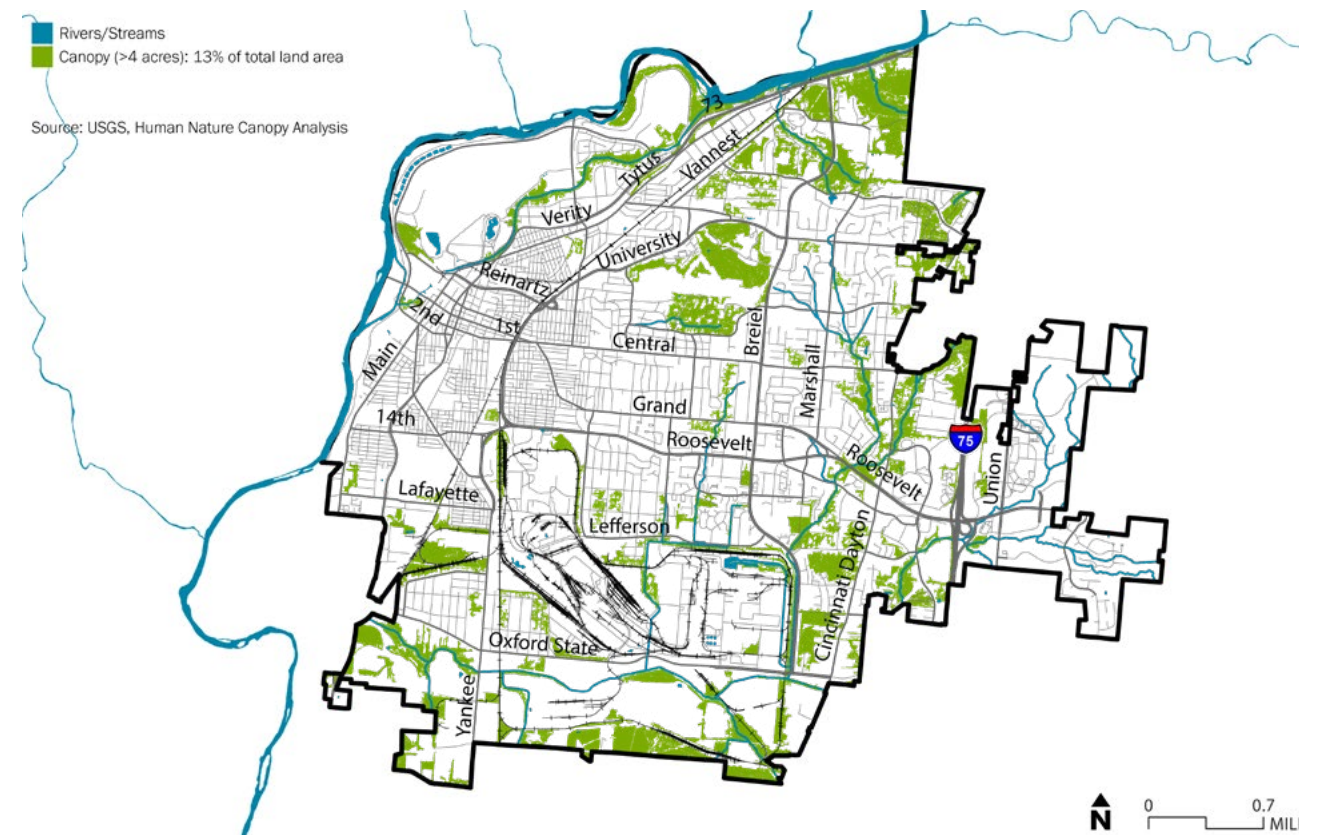 Rivers/Streams
Canopy (>4 acres): 13% of total land area
Source: USGS, Human Nature Canopy Analysis
73
Tytus
Vannest
Verity
University
Reinartz
2nd
1st
Main
Central
Breiel
Marshall
Grand
14th
Roosevelt
Roosevelt
75
Union
Lafayette
Lefferson
Cincinnati Dayton
Oxford State
Yankee
N
0
0.7
MIL